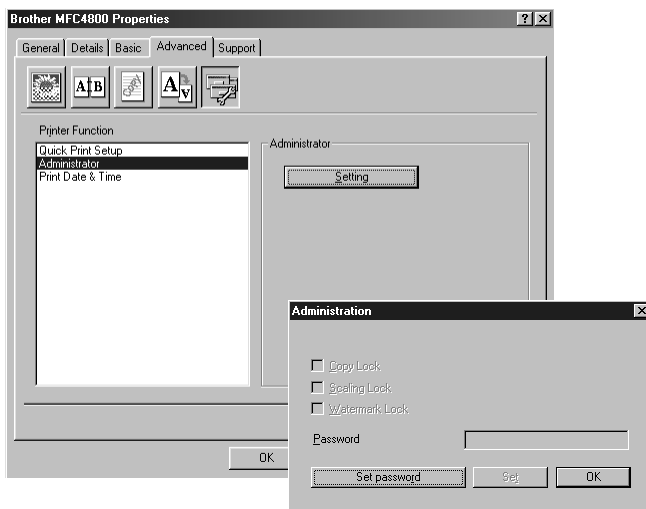 Brother MFC4800 Properties
General Details Basic Advanced Support
A B
COPY
A A
Printer Function
Quick Print Setup
Administrator
Print Date & Time
Administrator
Setting
OK
Administration
Copy Lock
Scaling Lock
Watermark Lock
Password
Set password Set OK